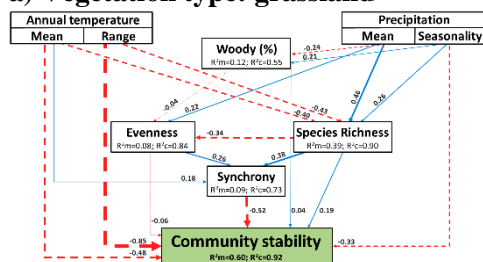 a) Vegetation type: grassland
Annual temperature
Mean Range
Precipitation
Mean Seasonality
Woody (%)
R²m=0.12; R²c=0.55
-0.24
0.21
-0.04
0.22
-0.40
-0.43
0.46
0.26
Evenness
R²m=0.08; R²c=0.84
-0.34
Species Richness
R²m=0.39; R²c=0.90
0.26
0.38
Synchrony
R²m=0.09; R²c=0.73
0.18
-0.52
-0.06
0.04
0.19
-0.85
-0.48
-0.33
Community stability
R²m=0.60; R²c=0.92